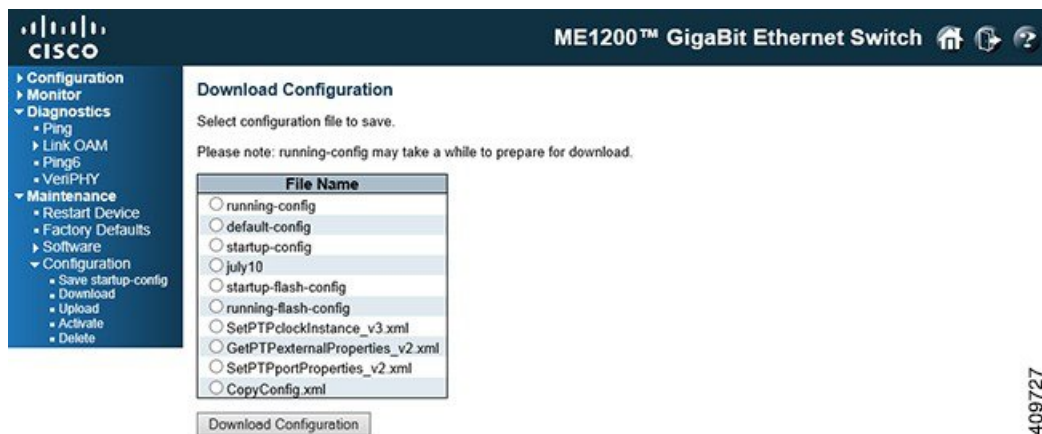 CISCO
ME1200™ GigaBit Ethernet Switch
Configuration
Monitor
Diagnostics
Ping
Link OAM
Ping6
VeriPHY
Maintenance
Restart Device
Factory Defaults
Software
Configuration
Save startup-config
Download
Upload
Activate
Delete
Download Configuration
Select configuration file to save.
Please note: running-config may take a while to prepare for download.
File Name
running-config
default-config
startup-config
july10
startup-flash-config
running-flash-config
SetPTPclockInstance_v3.xml
GetPTPexternalProperties_v2.xml
SetPTPportProperties_v2.xml
CopyConfig.xml
Download Configuration
409727